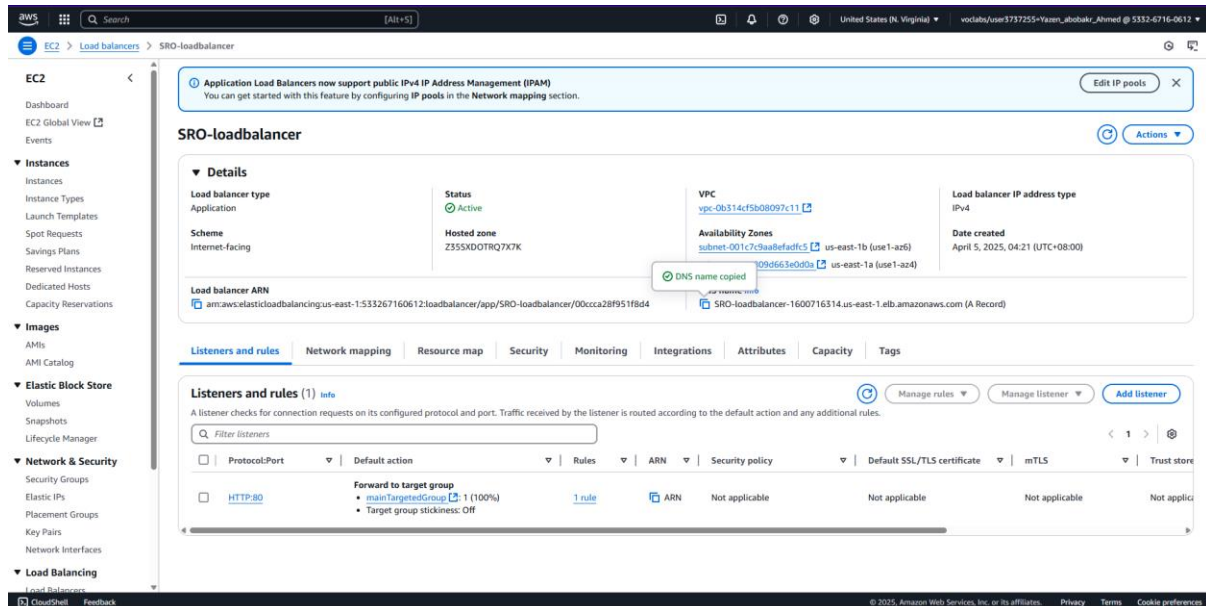 aws
Search
[Alt+S]
United States (N. Virginia)
voclabs/user3737255=Yazen_abobakr_Ahmed @ 5332-6716-0612
EC2 > Load balancers > SRO-loadbalancer
EC2
Dashboard
EC2 Global View
Events
Instances
Instances
Instance Types
Launch Templates
Spot Requests
Savings Plans
Reserved Instances
Dedicated Hosts
Capacity Reservations
Images
AMIs
AMI Catalog
Elastic Block Store
Volumes
Snapshots
Lifecycle Manager
Network & Security
Security Groups
Elastic IPs
Placement Groups
Key Pairs
Network Interfaces
Load Balancing
Load Balancers
Application Load Balancers now support public IPv4 IP Address Management (IPAM)
You can get started with this feature by configuring IP pools in the Network mapping section.
Edit IP pools
SRO-loadbalancer
Actions
Details
Load balancer type
Application
Status
Active
VPC
vpc-0b314cf5b08097c11
Load balancer IP address type
IPv4
Scheme
Internet-facing
Hosted zone
Z35SXDOTRQ7X7K
Availability Zones
subnet-001c7c9aa8efadfc5 us-east-1b (use1-az6)
09d663e0d0a us-east-1a (use1-az4)
Date created
April 5, 2025, 04:21 (UTC+08:00)
DNS name copied
Load balancer ARN
arn:aws:elasticloadbalancing:us-east-1:533267160612:loadbalancer/app/SRO-loadbalancer/00ccca28f951f8d4
Info
SRO-loadbalancer-1600716314.us-east-1.elb.amazonaws.com (A Record)
Listeners and rules
Network mapping
Resource map
Security
Monitoring
Integrations
Attributes
Capacity
Tags
Listeners and rules (1) Info
Manage rules
Manage listener
Add listener
A listener checks for connection requests on its configured protocol and port. Traffic received by the listener is routed according to the default action and any additional rules.
Filter listeners
1
Protocol:Port
Default action
Rules
ARN
Security policy
Default SSL/TLS certificate
mTLS
Trust store
HTTP:80
Forward to target group
• mainTargetedGroup : 1 (100%)
• Target group stickiness: Off
1 rule
ARN
Not applicable
Not applicable
Not applicable
Not applica
CloudShell
Feedback
© 2025, Amazon Web Services, Inc. or its affiliates.
Privacy
Terms
Cookie preferences